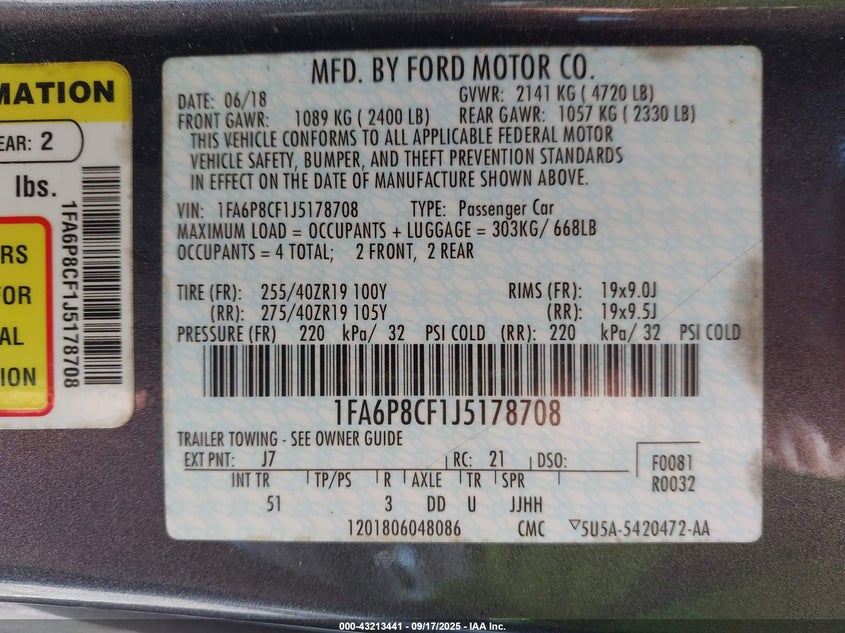 MATION
EAR: 2
lbs.
1FA6P8CF1J5178708
RS
FOR
AL
ION
MFD. BY FORD MOTOR CO.
DATE: 06/18 GVWR: 2141 KG ( 4720 LB)
FRONT GAWR: 1089 KG ( 2400 LB) REAR GAWR: 1057 KG ( 2330 LB)
THIS VEHICLE CONFORMS TO ALL APPLICABLE FEDERAL MOTOR
VEHICLE SAFETY, BUMPER, AND THEFT PREVENTION STANDARDS
IN EFFECT ON THE DATE OF MANUFACTURE SHOWN ABOVE.
VIN: 1FA6P8CF1J5178708 TYPE: Passenger Car
MAXIMUM LOAD = OCCUPANTS + LUGGAGE = 303KG/ 668LB
OCCUPANTS = 4 TOTAL; 2 FRONT, 2 REAR
TIRE (FR): 255/40ZR19 100Y RIMS (FR): 19x9.0J
(RR): 275/40ZR19 105Y (RR): 19x9.5J
PRESSURE (FR) 220 kPa/ 32 PSI COLD (RR): 220 kPa/ 32 PSI COLD
1FA6P8CF1J5178708
TRAILER TOWING - SEE OWNER GUIDE
EXT PNT: J7 RC: 21 DSO: F0081
R0032
INT TR TP/PS R AXLE TR SPR
51 3 DD U JJHH
1201806048086 CMC 5U5A-5420472-AA
000-43213441 - 09/17/2025 - IAA Inc.